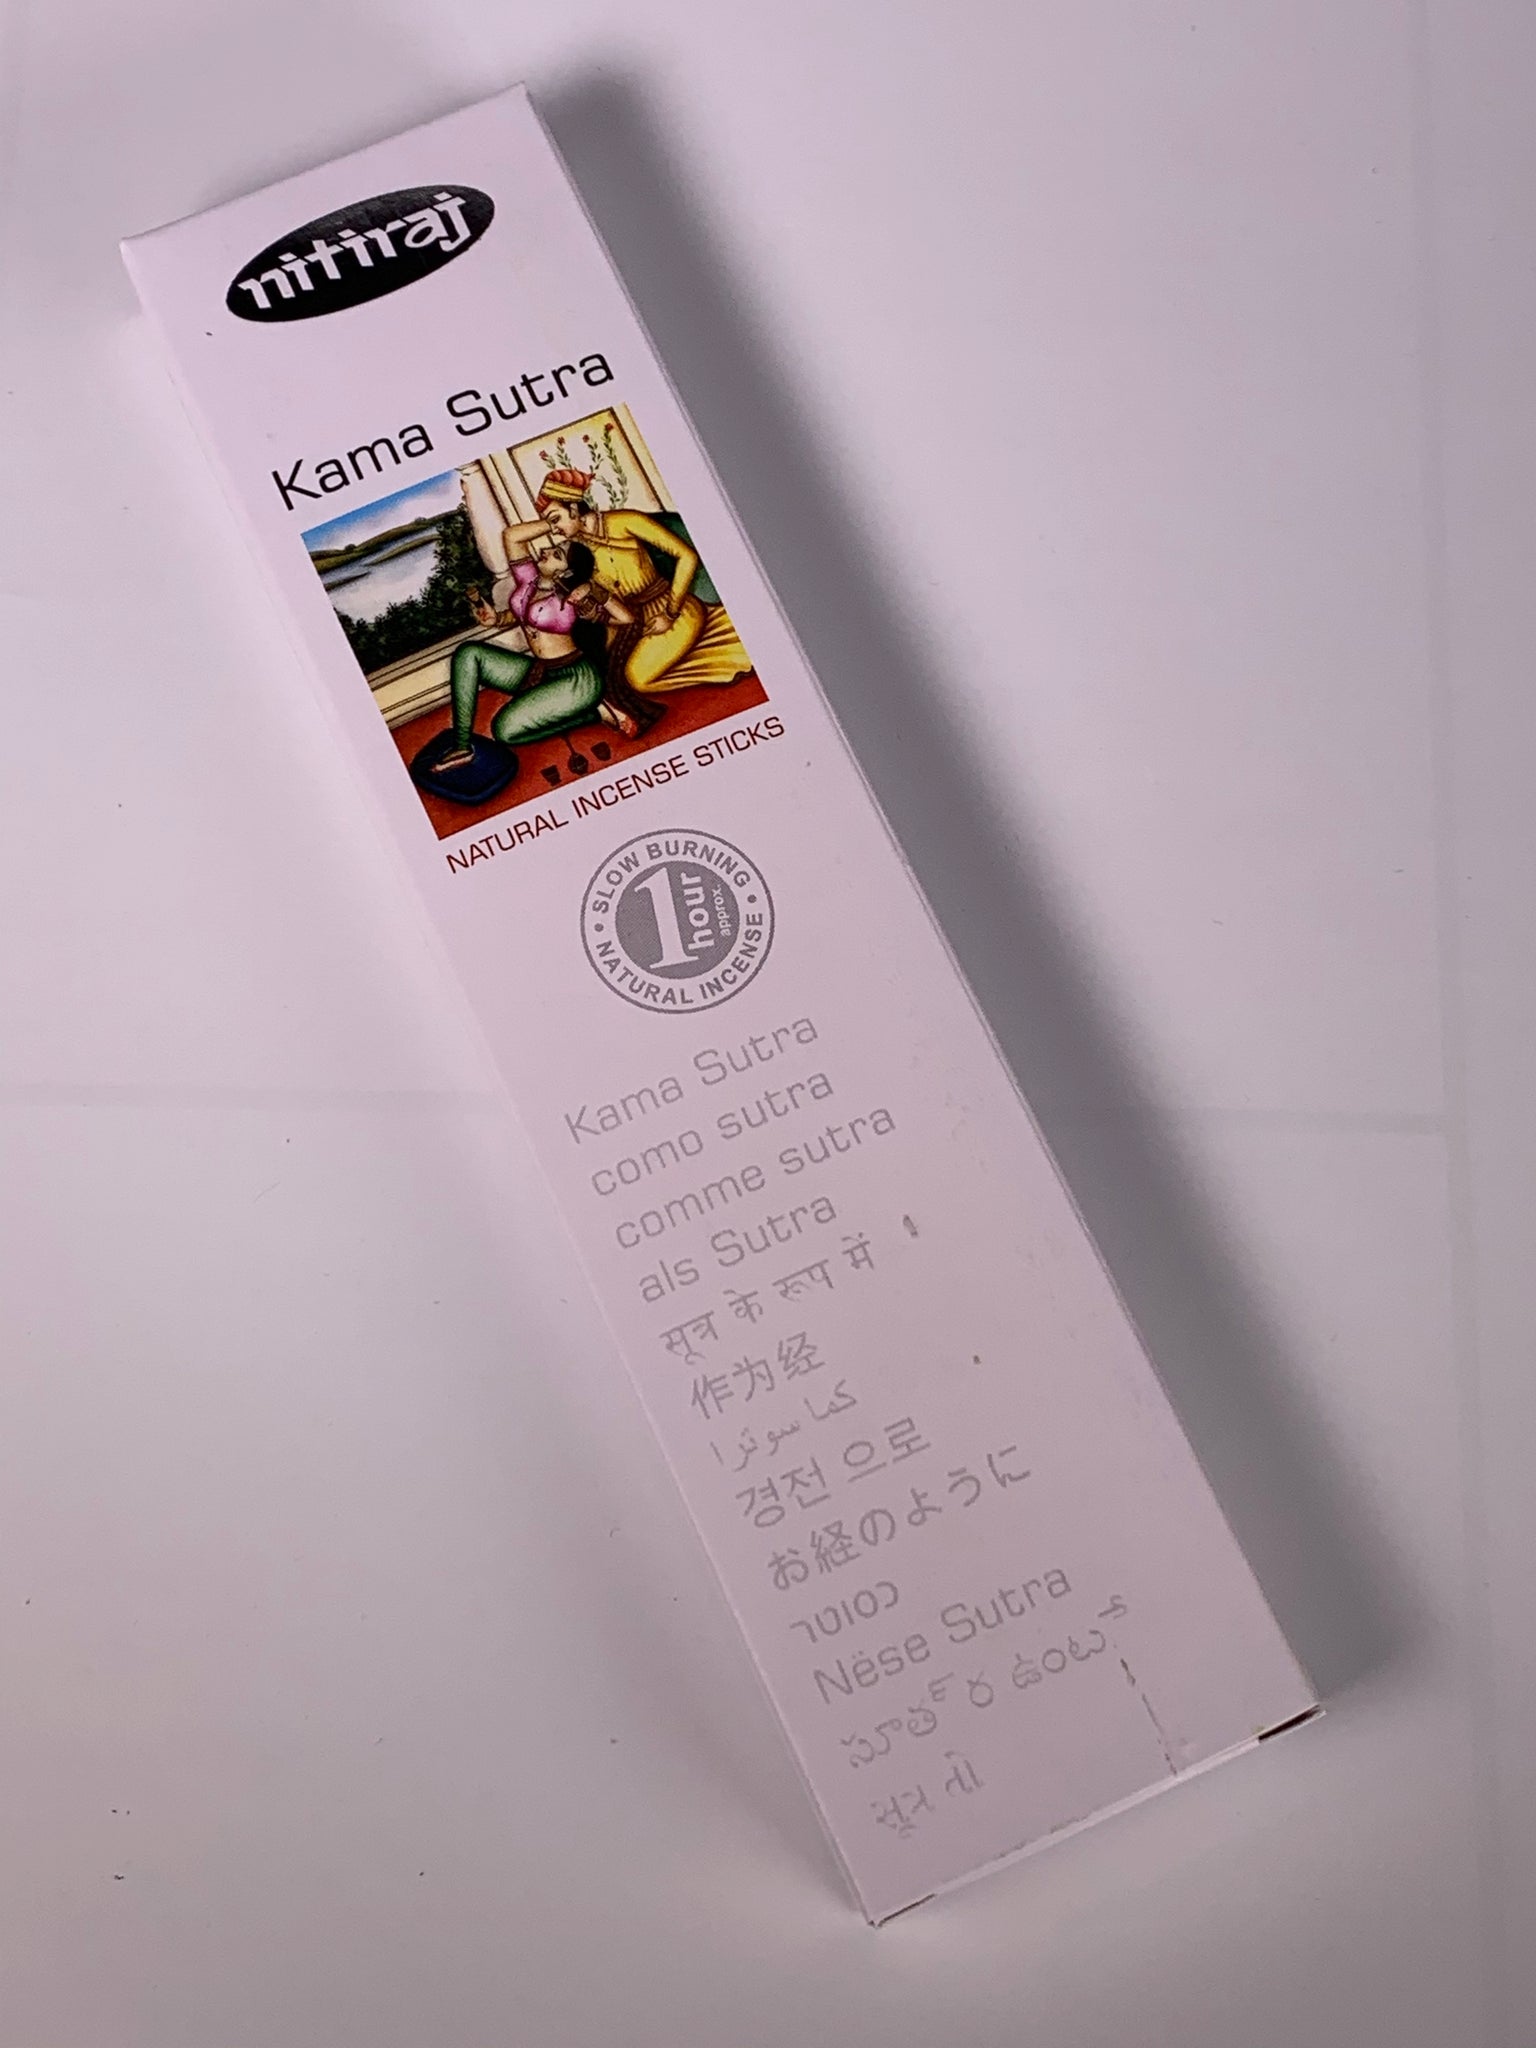 nitiraj
Kama Sutra
NATURAL INCENSE STICKS
SLOW BURNING
1 hour
approx.
NATURAL INCENSE
Kama Sutra
como sutra
comme sutra
als Sutra
सूत्र के रूप में
作为经
كما سوترا
경전 으로
お経のように
Nëse Sutra
સૂત્ર તો